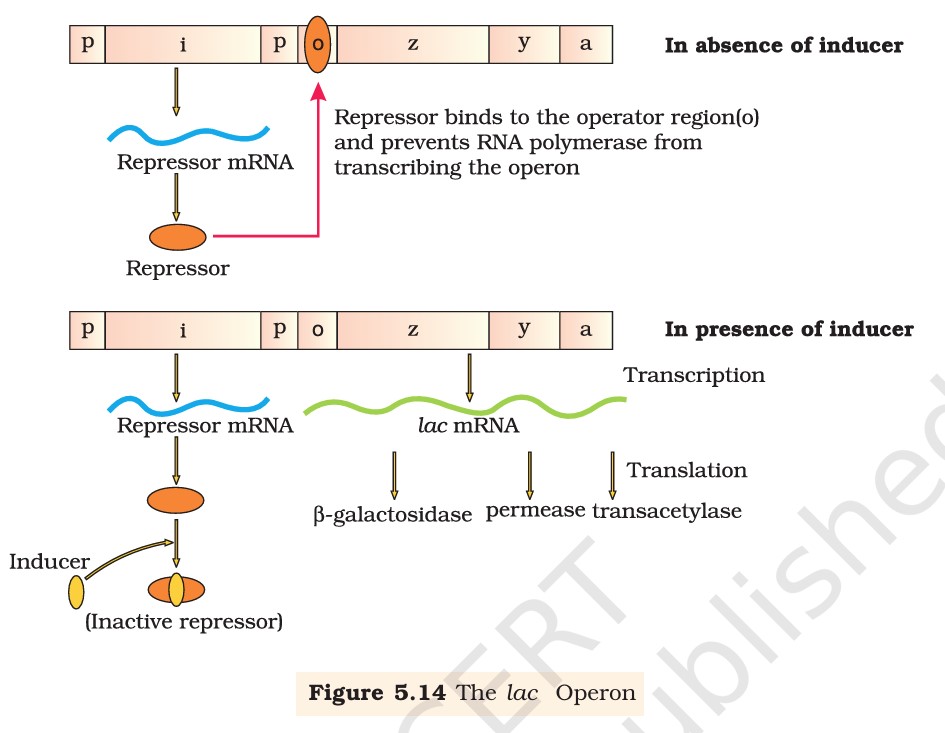 p i p o z y a
In absence of inducer
Repressor binds to the operator region(o)
and prevents RNA polymerase from
transcribing the operon
Repressor mRNA
Repressor
p i p o z y a
In presence of inducer
Transcription
Repressor mRNA
lac mRNA
Translation
β-galactosidase permease transacetylase
Inducer
(Inactive repressor)
Figure 5.14 The lac Operon